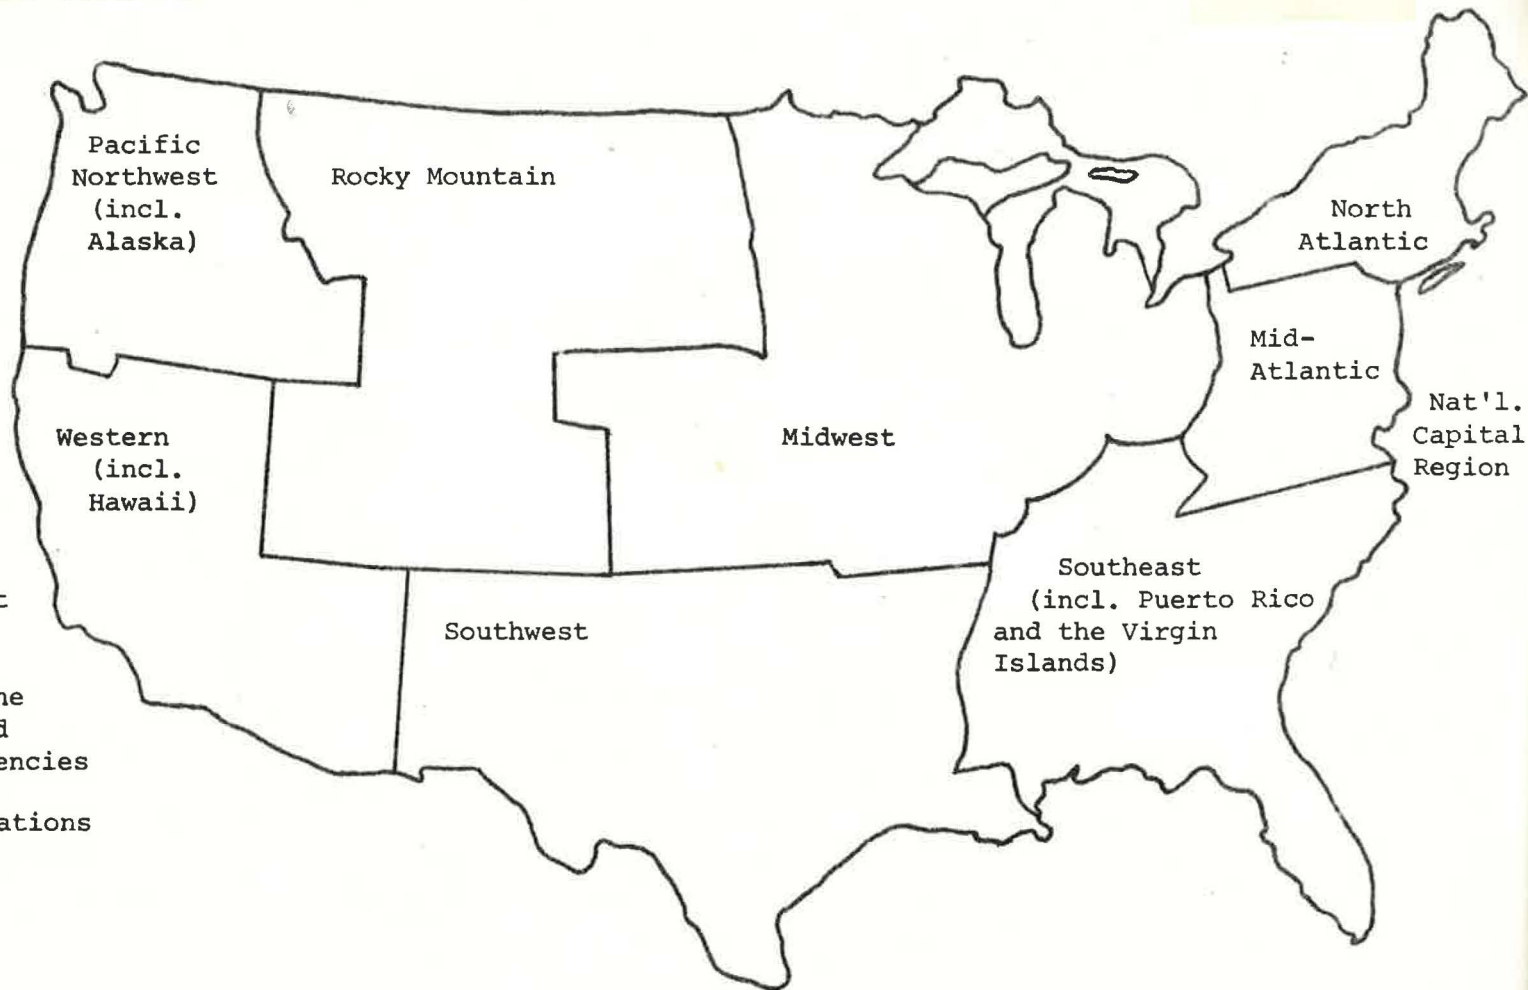 Pacific
Northwest
(incl.
Alaska)
Rocky Mountain
North
Atlantic
Mid-
Atlantic
Nat'l.
Capital
Region
Western
(incl.
Hawaii)
Midwest
Southeast
(incl. Puerto Rico
and the Virgin
Islands)
Southwest